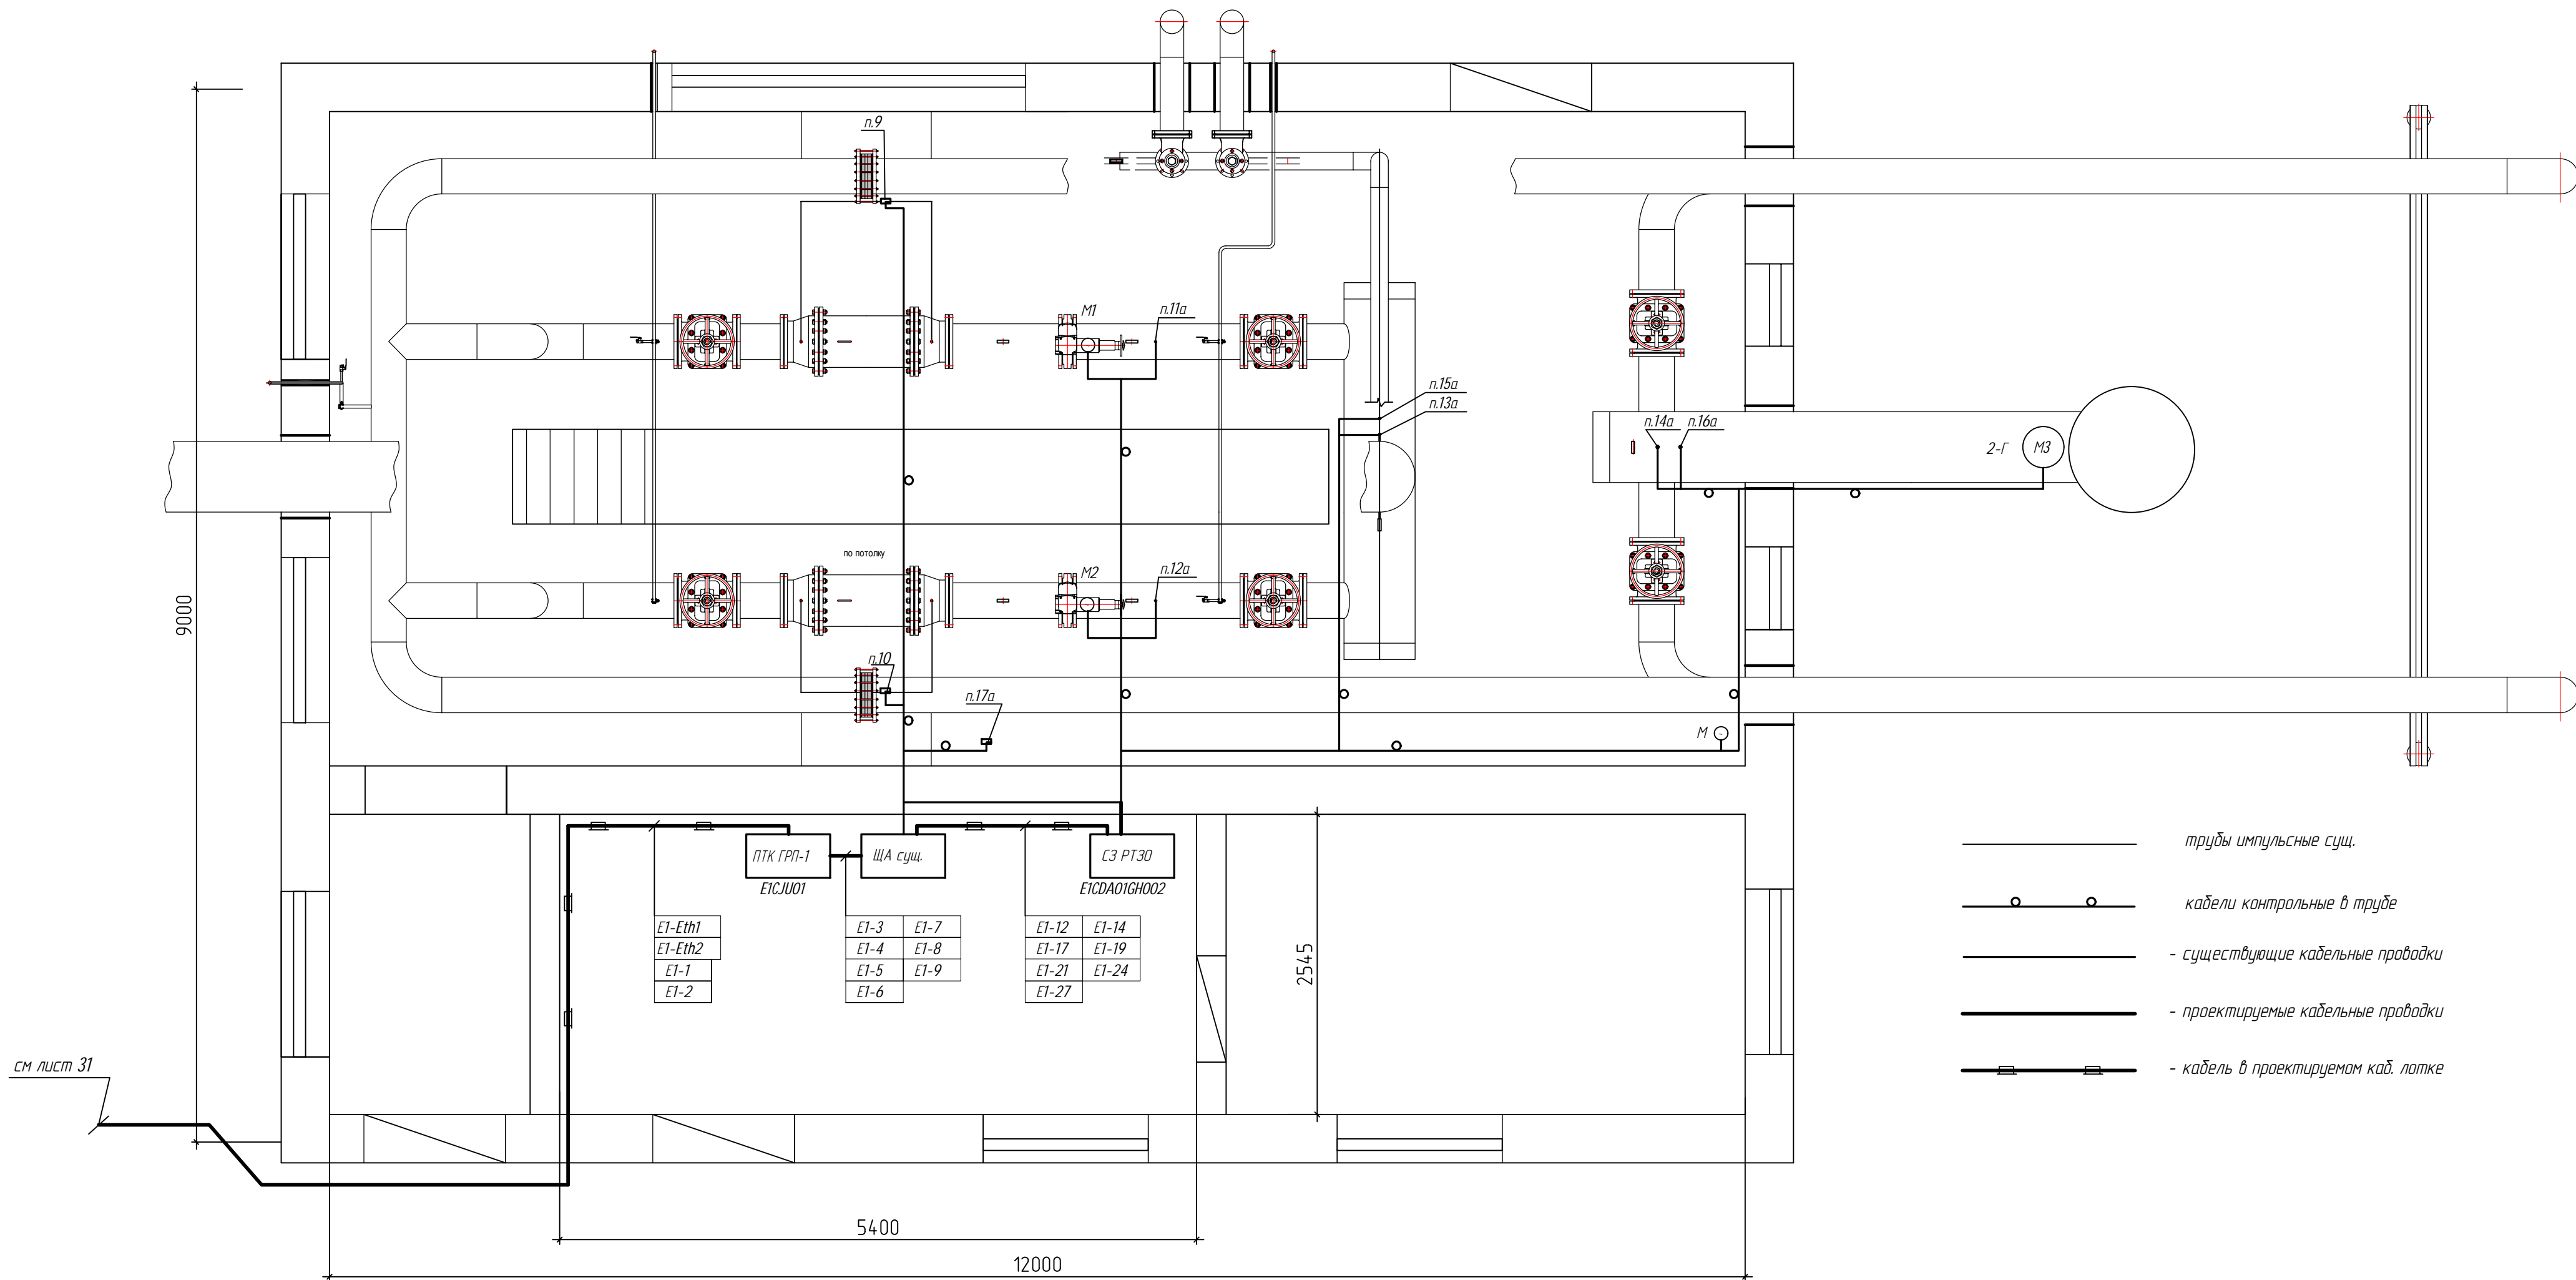 п.9
М1
п.11а
п.15а
п.13а
п.14а
п.16а
2-Г
М3
по потолку
М2
п.12а
9000
п.10
п.17а
М
ПТК ГРП-1
ЩА сущ.
СЗ РТЗО
E1CJU01
E1CDA01GH002
E1-Eth1
E1-Eth2
E1-1
E1-2
E1-3 E1-7
E1-4 E1-8
E1-5 E1-9
E1-6
E1-12 E1-14
E1-17 E1-19
E1-21 E1-24
E1-27
2545
трубы импульсные сущ.
кабели контрольные в трубе
- существующие кабельные проводки
- проектируемые кабельные проводки
- кабель в проектируемом каб. лотке
см лист 31
5400
12000